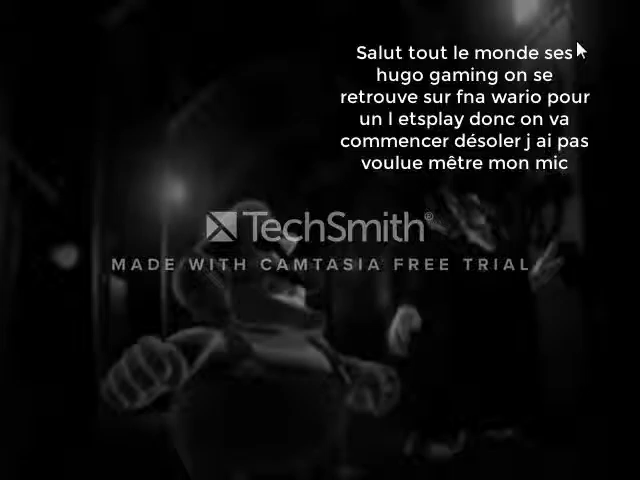 Salut tout le monde ses
hugo gaming on se
retrouve sur fna wario pour
un l etsplay donc on va
commencer désoler j ai pas
voulue mêtre mon mic
TechSmith®
MADE WITH CAMTASIA FREE TRIAL